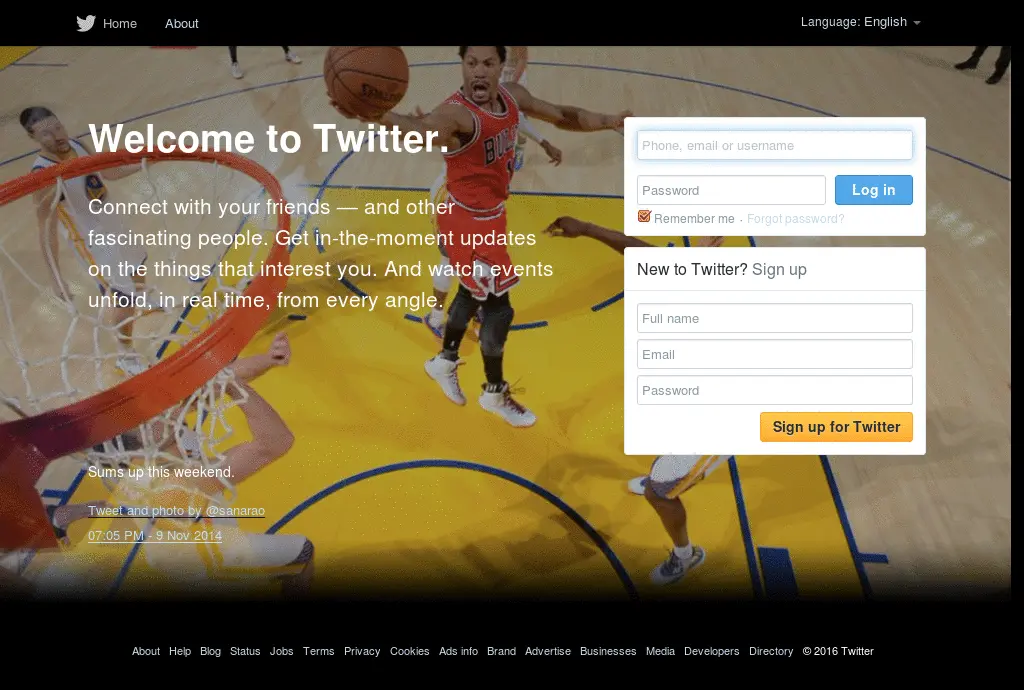 Home About Language: English
Welcome to Twitter.
Connect with your friends — and other
fascinating people. Get in-the-moment updates
on the things that interest you. And watch events
unfold, in real time, from every angle.
Sums up this weekend.
Tweet and photo by @sanarao
07:05 PM - 9 Nov 2014
Phone, email or username
Password Log in
Remember me · Forgot password?
New to Twitter? Sign up
Full name
Email
Password
Sign up for Twitter
SPALDING
BULLS
About Help Blog Status Jobs Terms Privacy Cookies Ads info Brand Advertise Businesses Media Developers Directory © 2016 Twitter